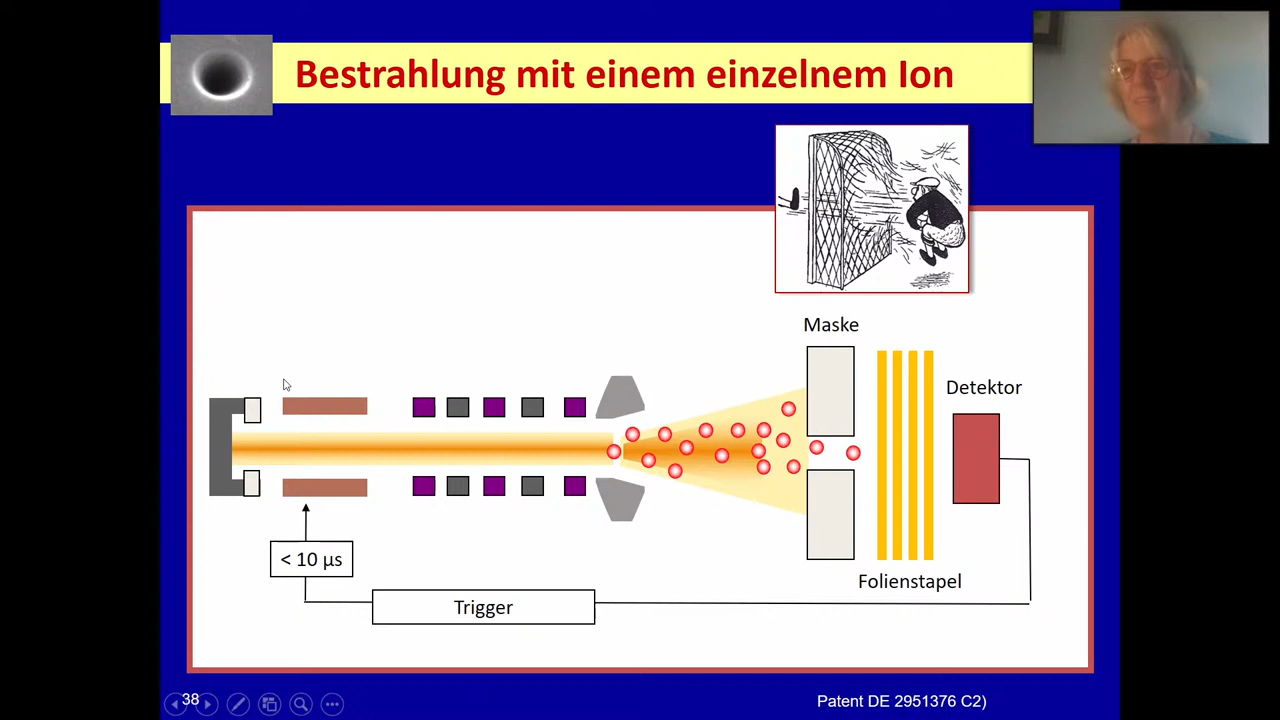 Bestrahlung mit einem einzelnem Ion
Maske
Detektor
< 10 µs
Folienstapel
Trigger
38
Patent DE 2951376 C2)